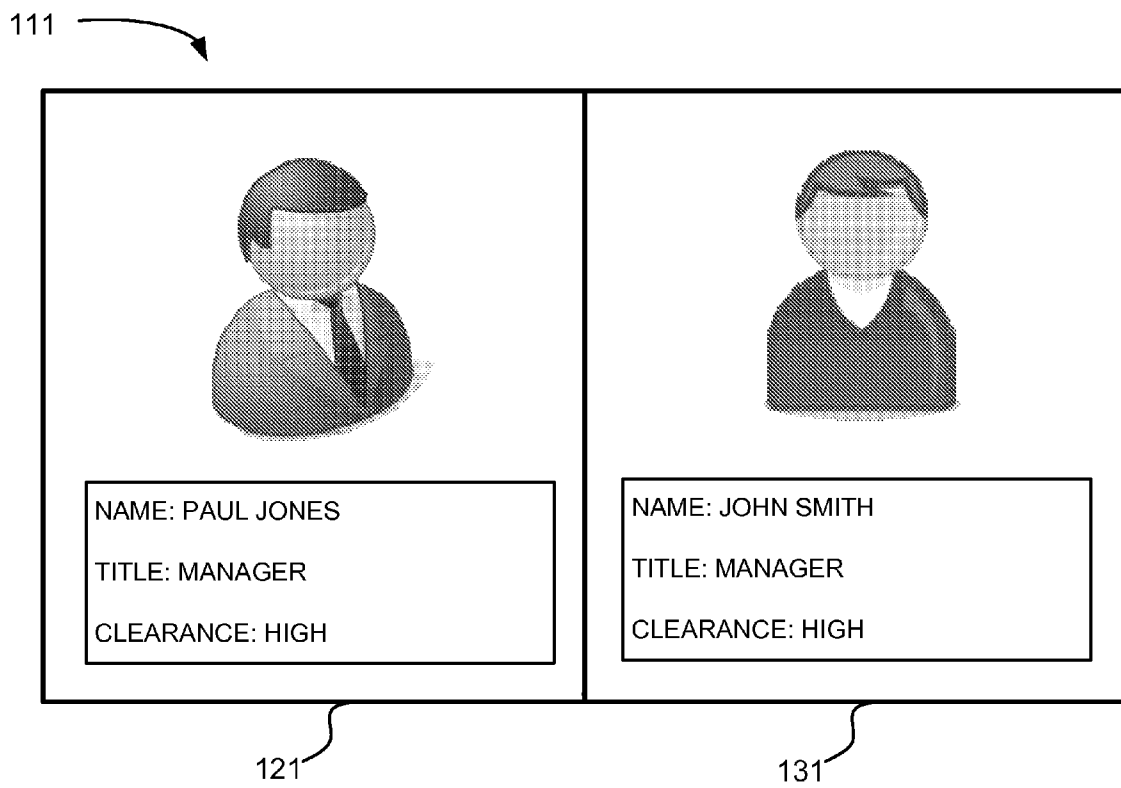 111
NAME: PAUL JONES
TITLE: MANAGER
CLEARANCE: HIGH
NAME: JOHN SMITH
TITLE: MANAGER
CLEARANCE: HIGH
121
131